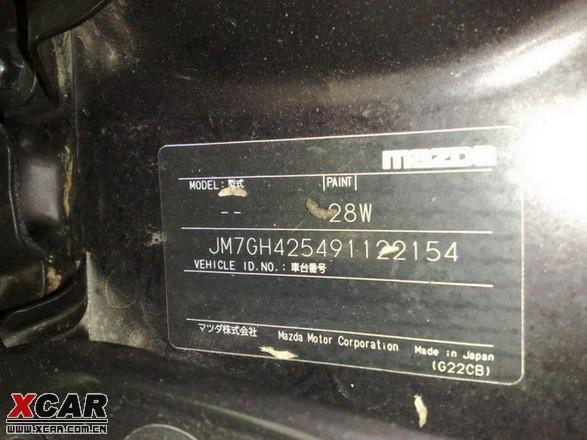 mazda
MODEL: 型式 PAINT
-- 28W
JM7GH425491122154
VEHICLE ID.NO.: 車台番号
マツダ株式会社 Mazda Motor Corporation Made in Japan
(G22CB)
XCAR
WWW.XCAR.COM.CN